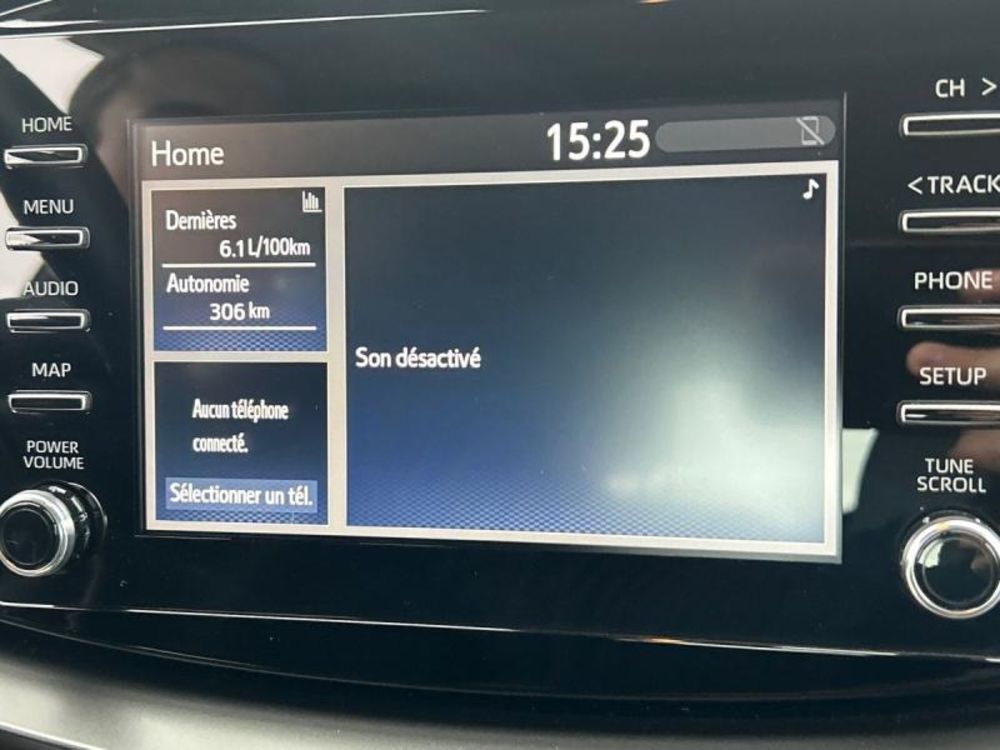 HOME
MENU
AUDIO
MAP
POWER
VOLUME
Home
15:25
Dernières
6.1 L/100km
Autonomie
306 km
Aucun téléphone
connecté.
Sélectionner un tél.
Son désactivé
CH >
< TRACK
PHONE
SETUP
TUNE
SCROLL